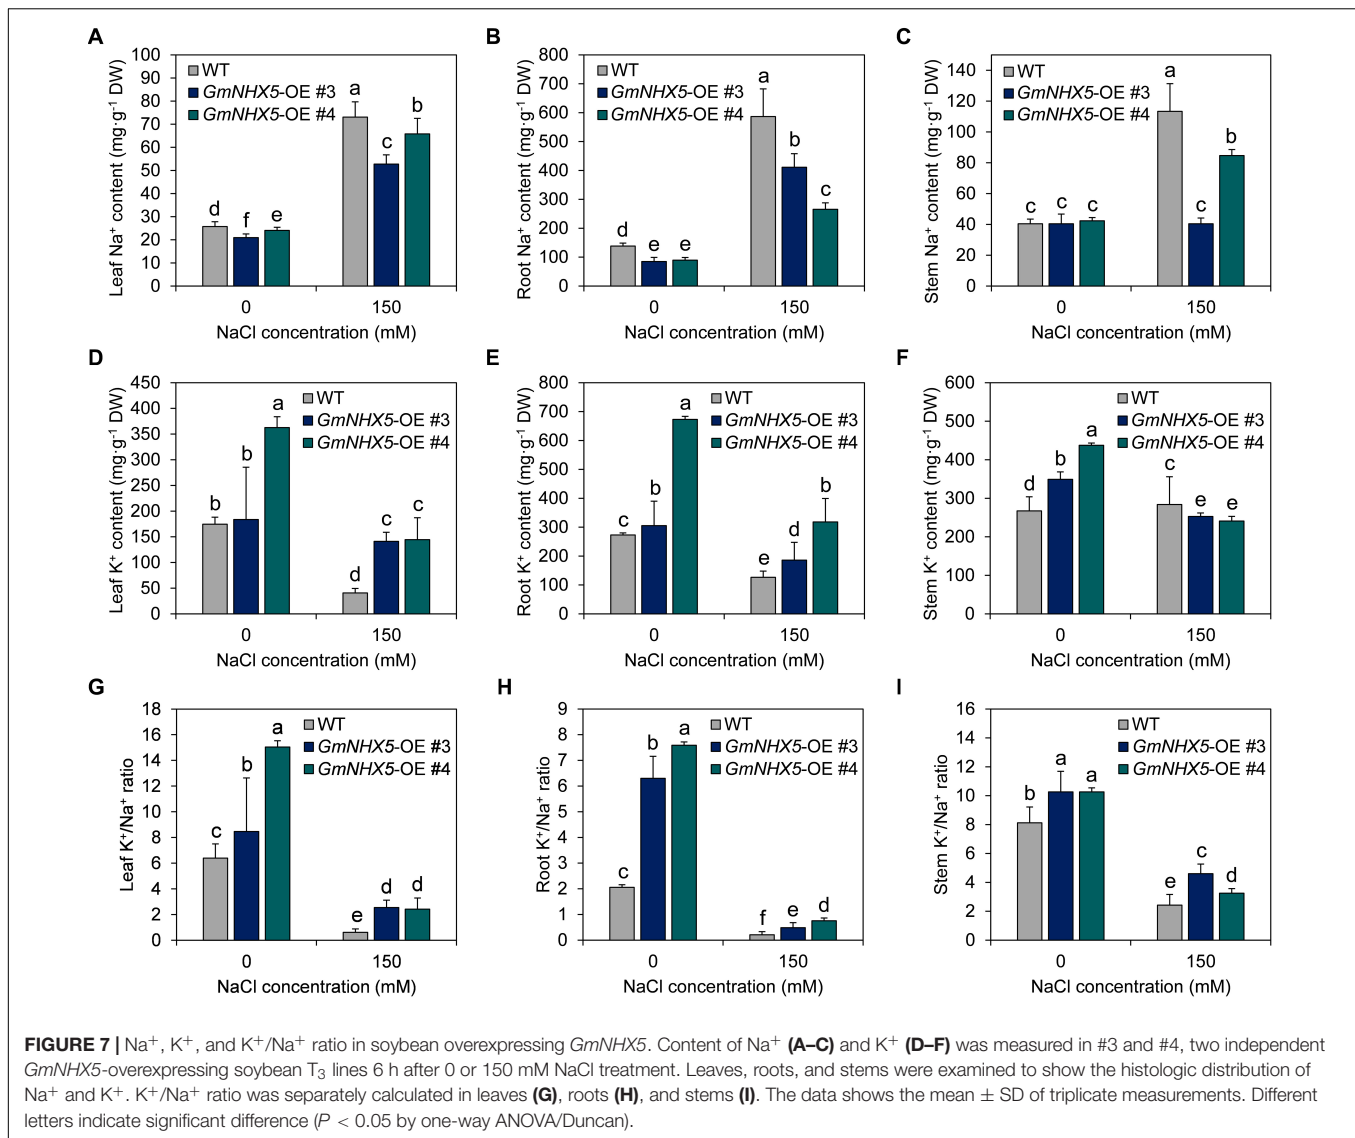 A
Leaf Na⁺ content (mg·g⁻¹ DW)
100
90
80
70
60
50
40
30
20
10
0
WT
GmNHX5-OE #3
GmNHX5-OE #4
d
f
e
a
c
b
0
150
NaCl concentration (mM)
B
Root Na⁺ content (mg·g⁻¹ DW)
800
700
600
500
400
300
200
100
0
WT
GmNHX5-OE #3
GmNHX5-OE #4
d
e
e
a
b
c
0
150
NaCl concentration (mM)
C
Stem Na⁺ content (mg·g⁻¹ DW)
140
120
100
80
60
40
20
0
WT
GmNHX5-OE #3
GmNHX5-OE #4
c
c
c
a
c
b
0
150
NaCl concentration (mM)
D
Leaf K⁺ content (mg·g⁻¹ DW)
450
400
350
300
250
200
150
100
50
0
WT
GmNHX5-OE #3
GmNHX5-OE #4
b
b
a
d
c
c
0
150
NaCl concentration (mM)
E
Root K⁺ content (mg·g⁻¹ DW)
800
700
600
500
400
300
200
100
0
WT
GmNHX5-OE #3
GmNHX5-OE #4
c
b
a
e
d
b
0
150
NaCl concentration (mM)
F
Stem K⁺ content (mg·g⁻¹ DW)
600
500
400
300
200
100
0
WT
GmNHX5-OE #3
GmNHX5-OE #4
d
b
a
c
e
e
0
150
NaCl concentration (mM)
G
Leaf K⁺/Na⁺ ratio
18
16
14
12
10
8
6
4
2
0
WT
GmNHX5-OE #3
GmNHX5-OE #4
c
b
a
e
d
d
0
150
NaCl concentration (mM)
H
Root K⁺/Na⁺ ratio
9
8
7
6
5
4
3
2
1
0
WT
GmNHX5-OE #3
GmNHX5-OE #4
c
b
a
f
e
d
0
150
NaCl concentration (mM)
I
Stem K⁺/Na⁺ ratio
16
14
12
10
8
6
4
2
0
WT
GmNHX5-OE #3
GmNHX5-OE #4
b
a
a
e
c
d
0
150
NaCl concentration (mM)
FIGURE 7 | Na⁺, K⁺, and K⁺/Na⁺ ratio in soybean overexpressing GmNHX5. Content of Na⁺ (A–C) and K⁺ (D–F) was measured in #3 and #4, two independent
GmNHX5-overexpressing soybean T₃ lines 6 h after 0 or 150 mM NaCl treatment. Leaves, roots, and stems were examined to show the histologic distribution of
Na⁺ and K⁺. K⁺/Na⁺ ratio was separately calculated in leaves (G), roots (H), and stems (I). The data shows the mean ± SD of triplicate measurements. Different
letters indicate significant difference (P < 0.05 by one-way ANOVA/Duncan).